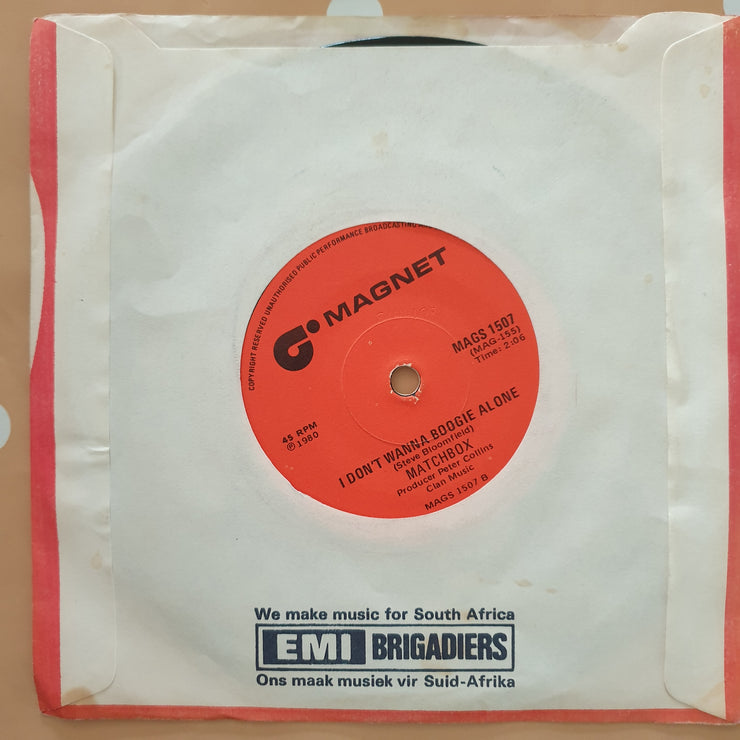 COPYRIGHT RESERVED UNAUTHORISED PUBLIC PERFORMANCE BROADCASTING
MAGNET
MAGS 1507
(MAG-155)
Time: 2:06
45 RPM
℗1980
I DON'T WANNA BOOGIE ALONE
(Steve Bloomfield)
MATCHBOX
Producer Peter Collins
Clan Music
MAGS 1507 B
We make music for South Africa
EMI BRIGADIERS
Ons maak musiek vir Suid-Afrika